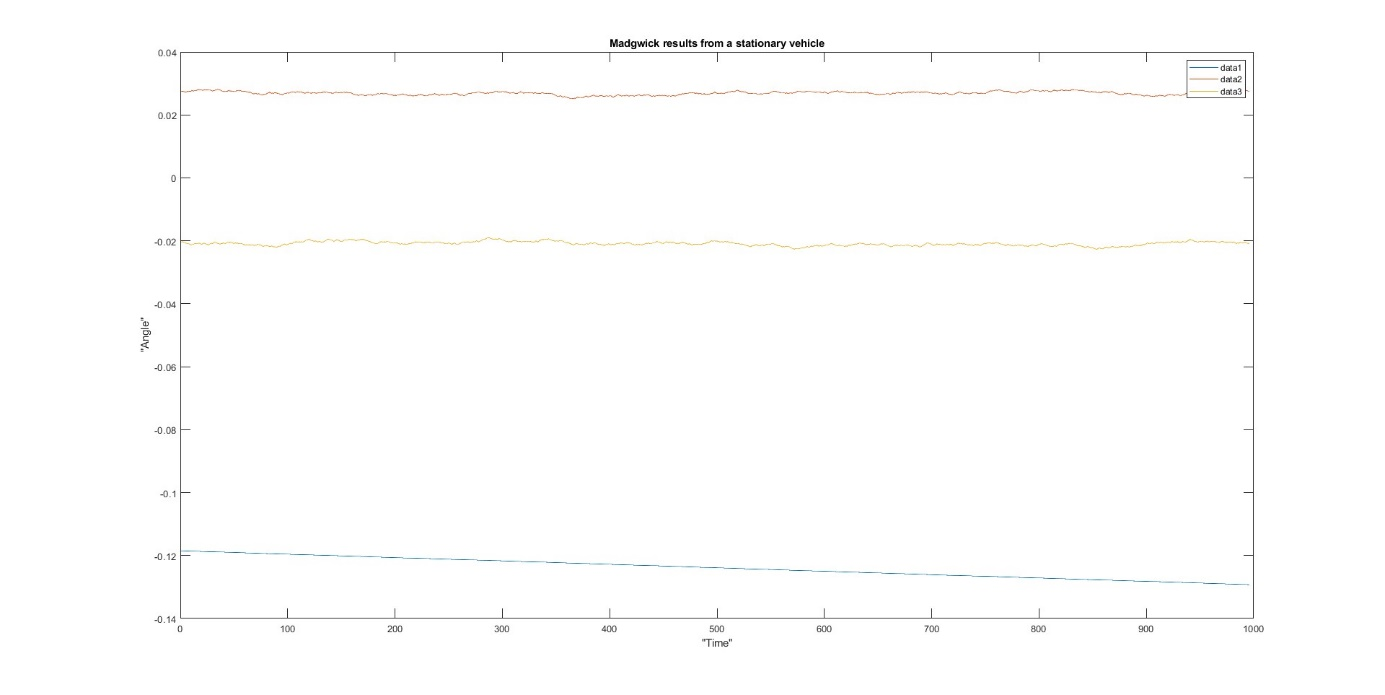 Madgwick results from a stationary vehicle
0.04
0.02
0
-0.02
-0.04
-0.06
-0.08
-0.1
-0.12
-0.14
"Angle"
data1
data2
data3
0 100 200 300 400 500 600 700 800 900 1000
"Time"